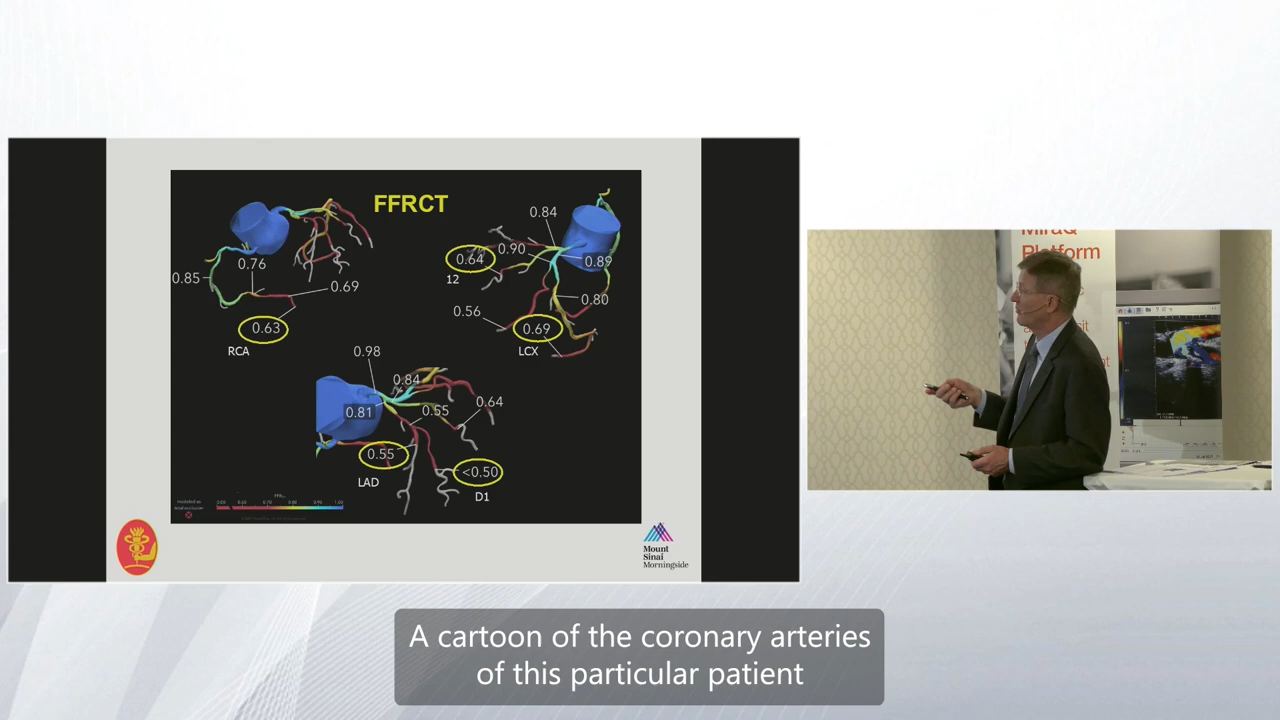 FFRCT
0.84
0.90
0.64
12
0.89
0.76
0.85
0.69
0.63
RCA
0.80
0.56
0.69
LCX
0.98
0.84
0.81
0.55
0.64
0.55
LAD
<0.50
D1
Mount
Sinai
Morningside
MiraQ
Platform
A cartoon of the coronary arteries
of this particular patient